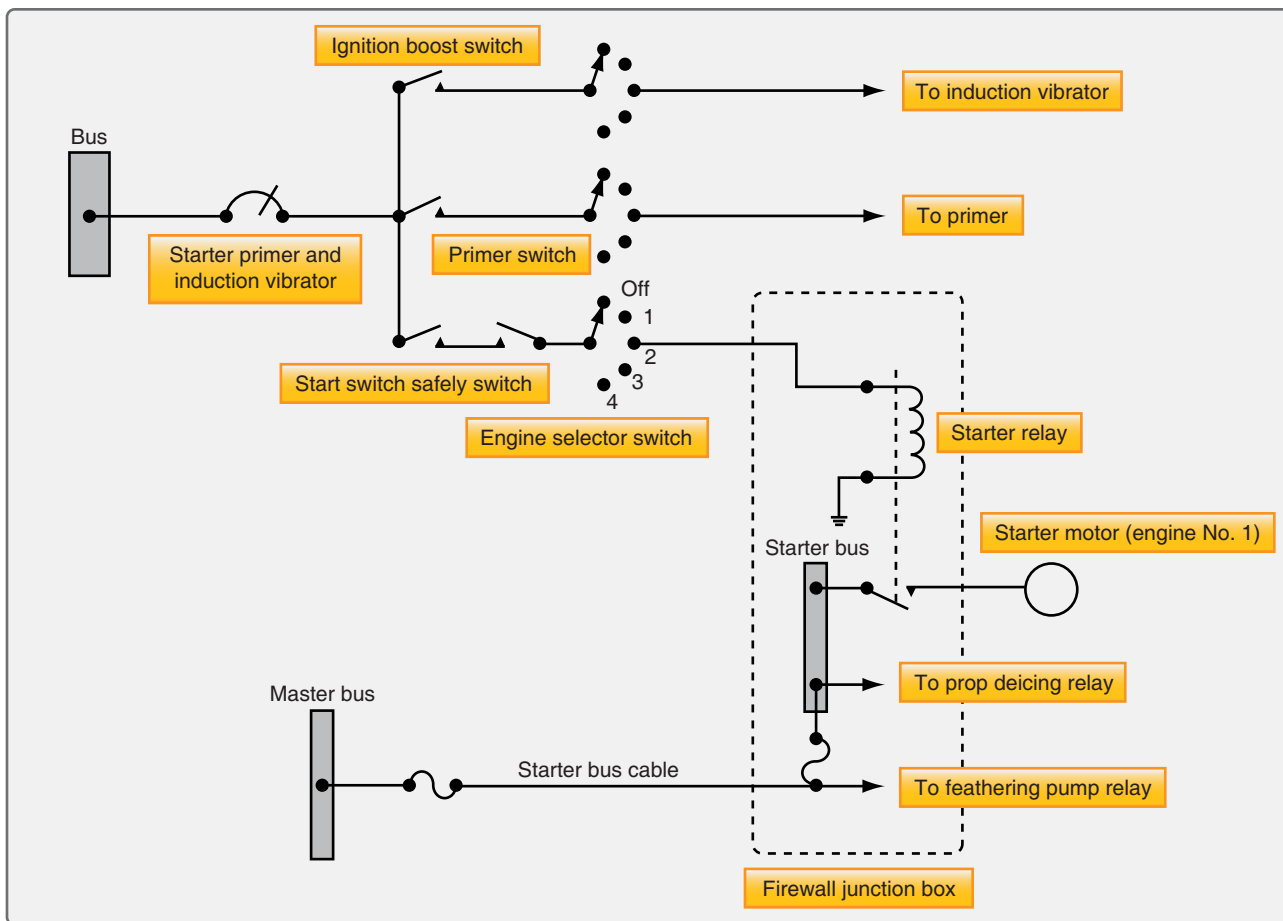 Ignition boost switch
To induction vibrator
Bus
Starter primer and
induction vibrator
Primer switch
To primer
Off
1
2
3
4
Start switch safely switch
Engine selector switch
Starter relay
Starter motor (engine No. 1)
Starter bus
To prop deicing relay
Master bus
Starter bus cable
To feathering pump relay
Firewall junction box